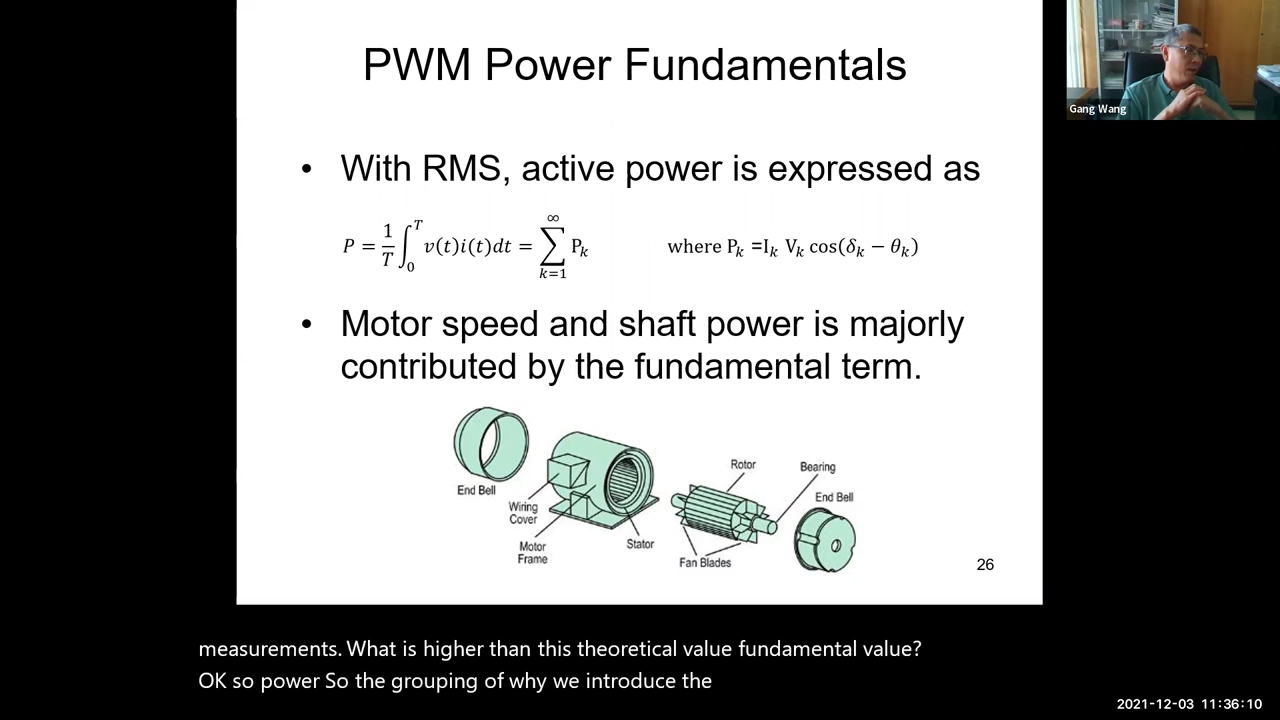 PWM Power Fundamentals
Gang Wang
• With RMS, active power is expressed as
P = \frac{1}{T} \int_0^T v(t)i(t)dt = \sum_{k=1}^{\infty} P_k where P_k =I_k V_k cos(δ_k − θ_k)
• Motor speed and shaft power is majorly
contributed by the fundamental term.
End Bell
Wiring
Cover
Motor
Frame
Stator
Rotor
Fan Blades
Bearing
End Bell
26
measurements. What is higher than this theoretical value fundamental value?
OK so power So the grouping of why we introduce the
2021-12-03 11:36:10